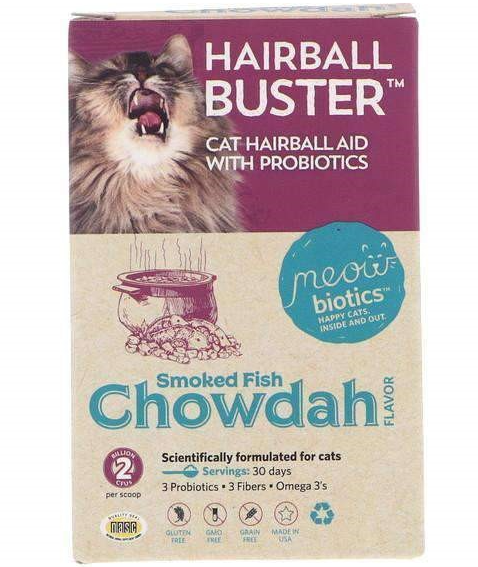 HAIRBALL
BUSTER™
CAT HAIRBALL AID
WITH PROBIOTICS
meow
biotics™
HAPPY CATS.
INSIDE AND OUT.
Smoked Fish
Chowdah
FLAVOR
BILLION
2
CFUs
per scoop
Scientifically formulated for cats
Servings: 30 days
3 Probiotics • 3 Fibers • Omega 3's
QUALITY SEAL
nasc
GLUTEN
FREE
GMO
FREE
GRAIN
FREE
MADE IN
USA